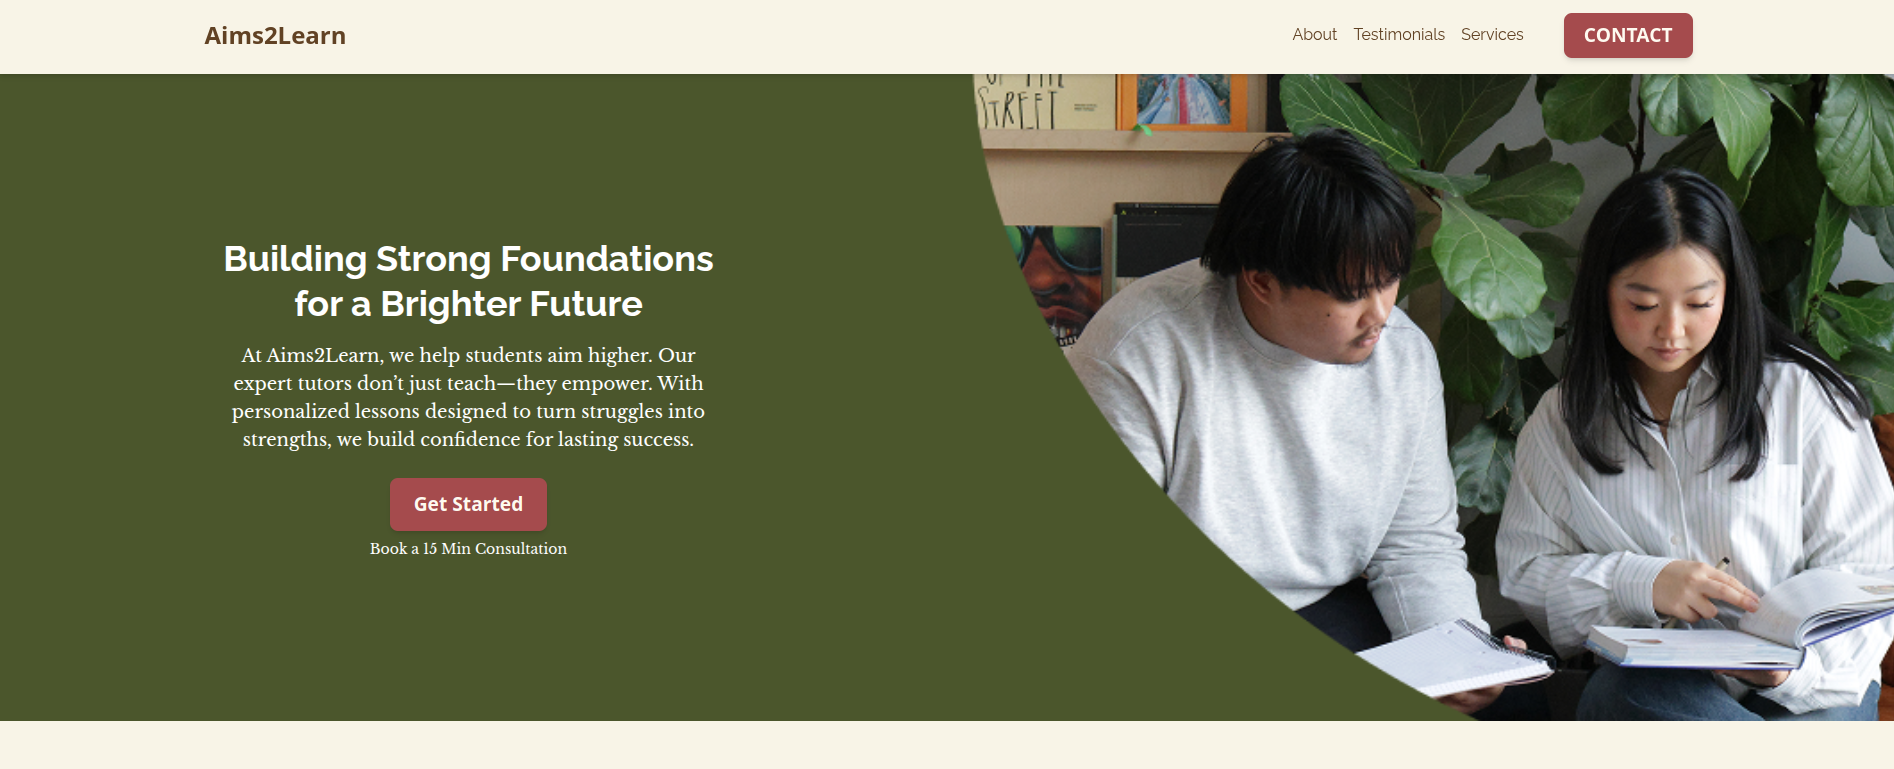 Aims2Learn
About Testimonials Services CONTACT
STREET
Building Strong Foundations
for a Brighter Future
At Aims2Learn, we help students aim higher. Our
expert tutors don’t just teach—they empower. With
personalized lessons designed to turn struggles into
strengths, we build confidence for lasting success.
Get Started
Book a 15 Min Consultation